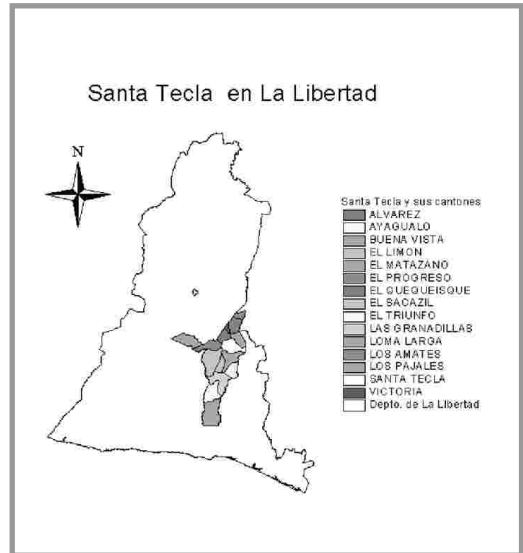 Santa Tecla en La Libertad
N
Santa Tecla y sus cantones
ALVAREZ
AYAGUALO
BUENA VISTA
EL LIMON
EL MATAZANO
EL PROGRESO
EL QUEQUEISQUE
EL SACAZIL
EL TRIUNFO
LAS GRANADILLAS
LOMA LARGA
LOS AMATES
LOS PAJALES
SANTA TECLA
VICTORIA
Depto. de La Libertad